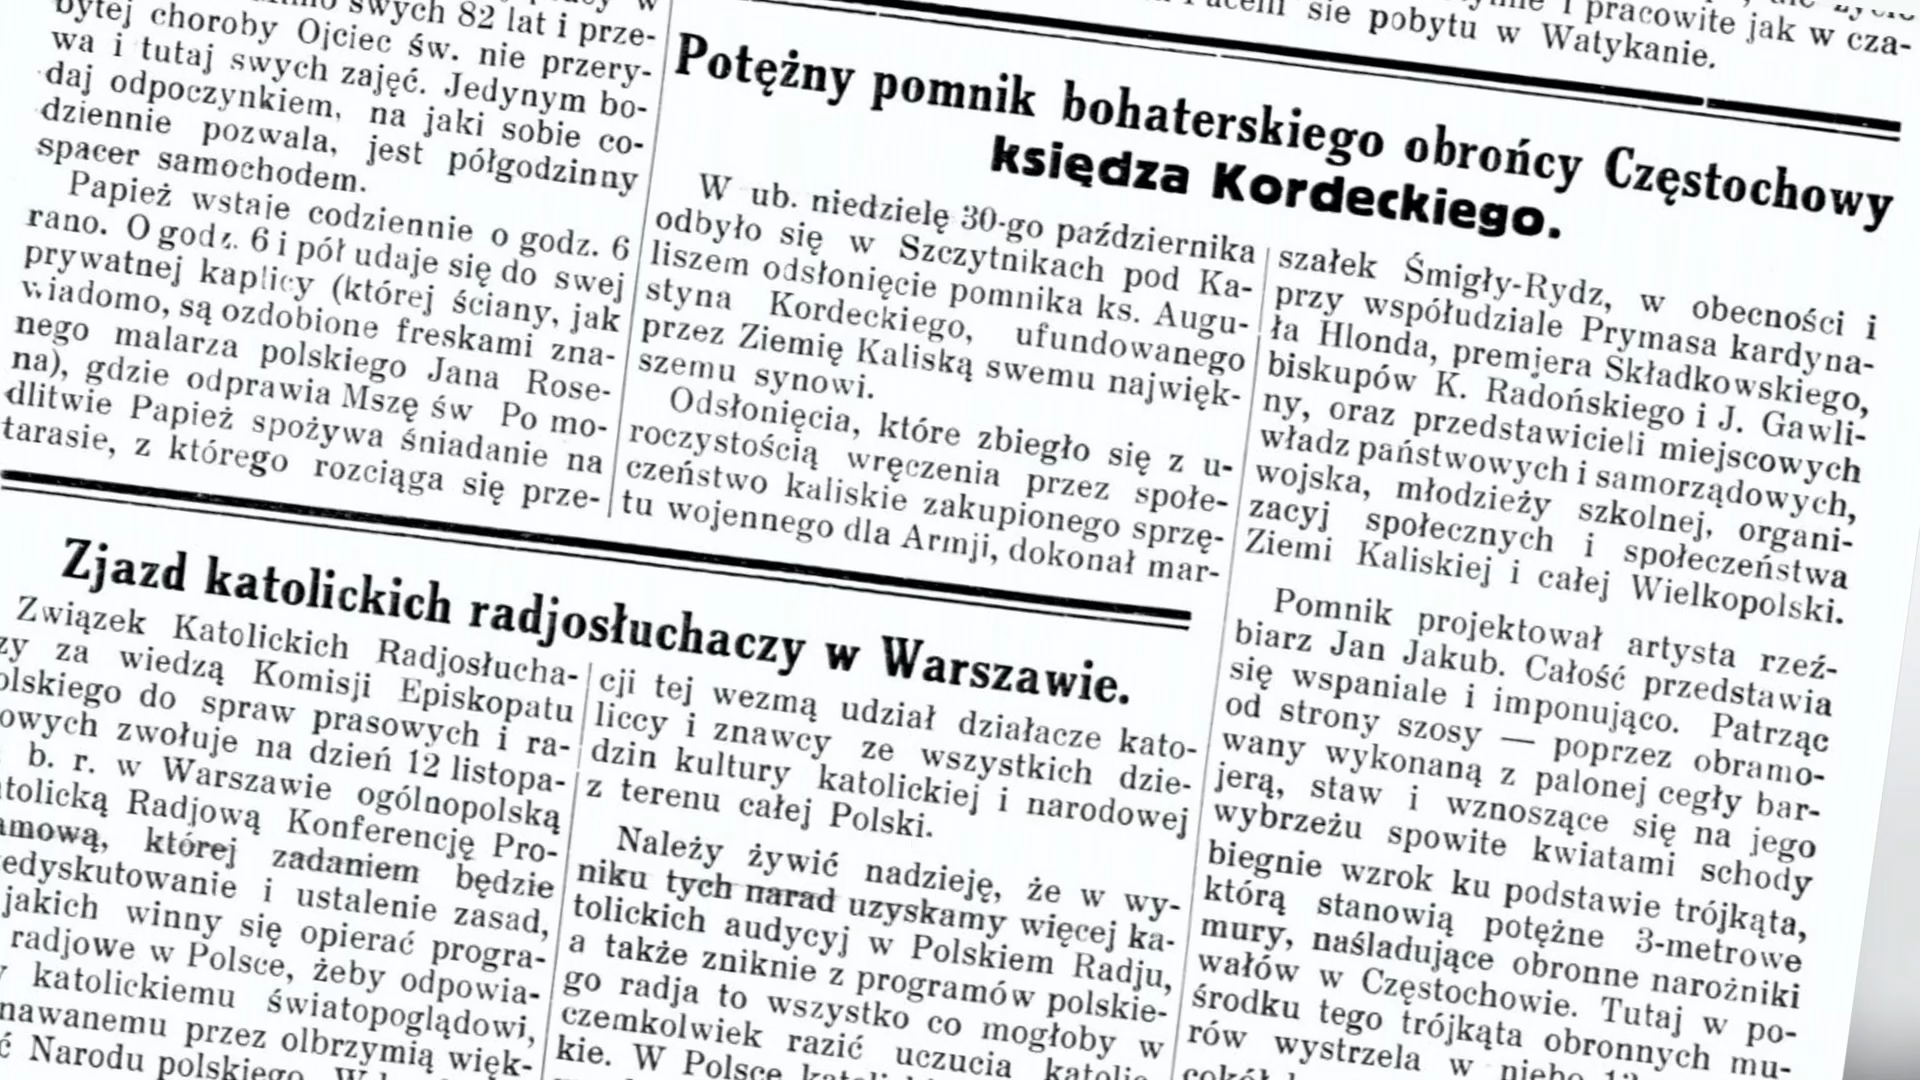 swych 82 lat i prze-
bytej choroby Ojciec św. nie przery-
wa i tutaj swych zajęć. Jedynym bo-
daj odpoczynkiem, na jaki sobie co-
dziennie pozwala, jest półgodzinny
spacer samochodem.
Papież wstaje codziennie o godz. 6
rano. O godz. 6 i pół udaje się do swej
prywatnej kaplicy (której ściany, jak
wiadomo, są ozdobione freskami zna-
nego malarza polskiego Jana Rose-
na), gdzie odprawia Mszę św Po mo-
dlitwie Papież spożywa śniadanie na
tarasie, z którego rozciąga się prze-
i pracowite jak w cza-
sie pobytu w Watykanie.
Potężny pomnik bohaterskiego obrońcy Częstochowy
księdza Kordeckiego.
W ub. niedzielę 30-go października
odbyło się w Szczytnikach pod Ka-
liszem odsłonięcie pomnika ks. Augu-
styna Kordeckiego, ufundowanego
przez Ziemię Kaliską swemu najwięk-
szemu synowi.
Odsłonięcia, które zbiegło się z u-
roczystością wręczenia przez społe-
czeństwo kaliskie zakupionego sprzę-
tu wojennego dla Armji, dokonał mar-
szałek Śmigły-Rydz, w obecności i
przy współudziale Prymasa kardyna-
ła Hlonda, premjera Składkowskiego,
biskupów K. Radońskiego i J. Gawli-
ny, oraz przedstawicieli miejscowych
władz państwowych i samorządowych,
wojska, młodzieży szkolnej, organi-
zacyj społecznych i społeczeństwa
Ziemi Kaliskiej i całej Wielkopolski.
Pomnik projektował artysta rzeź-
biarz Jan Jakub. Całość przedstawia
się wspaniale i imponująco. Patrząc
od strony szosy — poprzez obramo-
wany wykonaną z palonej cegły bar-
jerą, staw i wznoszące się na jego
wybrzeżu spowite kwiatami schody
biegnie wzrok ku podstawie trójkąta,
którą stanowią potężne 3-metrowe
mury, naśladujące obronne narożniki
wałów w Częstochowie. Tutaj w po-
środku tego trójkąta obronnych mu-
rów wystrzela w niebo
Zjazd katolickich radjosłuchaczy w Warszawie.
Związek Katolickich Radjosłucha-
zy za wiedzą Komisji Episkopatu
olskiego do spraw prasowych i ra-
owych zwołuje na dzień 12 listopa-
b. r. w Warszawie ogólnopolską
tolicką Radjową Konferencję Pro-
amową, której zadaniem będzie
edyskutowanie i ustalenie zasad,
jakich winny się opierać progra-
radjowe w Polsce, żeby odpowia-
katolickiemu światopoglądowi,
nawanemu przez olbrzymią więk-
ć Narodu polskiego.
cji tej wezmą udział działacze kato-
liccy i znawcy ze wszystkich dzie-
dzin kultury katolickiej i narodowej
z terenu całej Polski.
Należy żywić nadzieję, że w wy-
niku tych narad uzyskamy więcej ka-
tolickich audycyj w Polskiem Radju,
a także zniknie z programów polskie-
go radja to wszystko co mogłoby w
czemkolwiek razić uczucia katolic-
kie. W Polsce